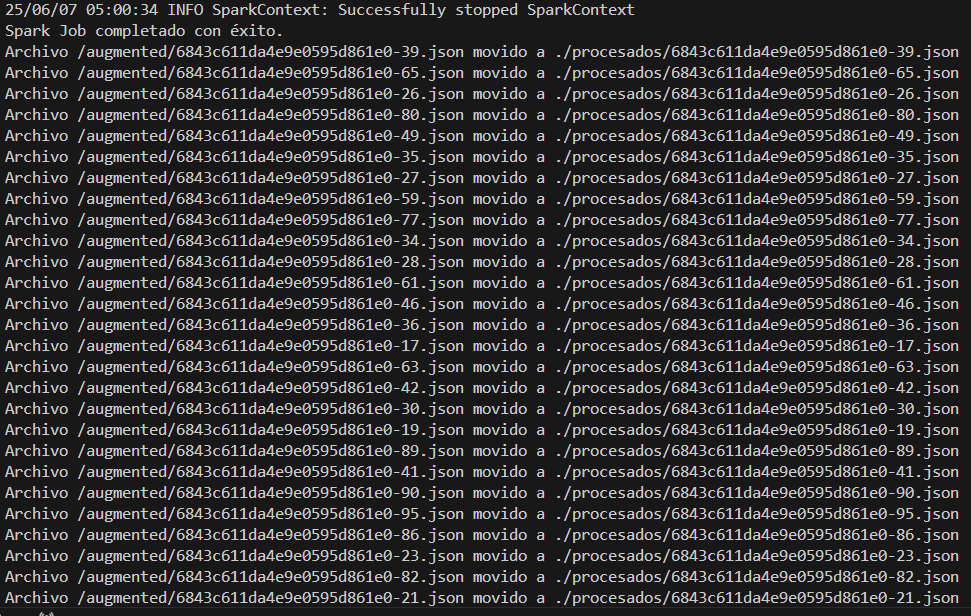 25/06/07 05:00:34 INFO SparkContext: Successfully stopped SparkContext
Spark Job completado con éxito.
Archivo /augmented/6843c611da4e9e0595d861e0-39.json movido a ./procesados/6843c611da4e9e0595d861e0-39.json
Archivo /augmented/6843c611da4e9e0595d861e0-65.json movido a ./procesados/6843c611da4e9e0595d861e0-65.json
Archivo /augmented/6843c611da4e9e0595d861e0-26.json movido a ./procesados/6843c611da4e9e0595d861e0-26.json
Archivo /augmented/6843c611da4e9e0595d861e0-80.json movido a ./procesados/6843c611da4e9e0595d861e0-80.json
Archivo /augmented/6843c611da4e9e0595d861e0-49.json movido a ./procesados/6843c611da4e9e0595d861e0-49.json
Archivo /augmented/6843c611da4e9e0595d861e0-35.json movido a ./procesados/6843c611da4e9e0595d861e0-35.json
Archivo /augmented/6843c611da4e9e0595d861e0-27.json movido a ./procesados/6843c611da4e9e0595d861e0-27.json
Archivo /augmented/6843c611da4e9e0595d861e0-59.json movido a ./procesados/6843c611da4e9e0595d861e0-59.json
Archivo /augmented/6843c611da4e9e0595d861e0-77.json movido a ./procesados/6843c611da4e9e0595d861e0-77.json
Archivo /augmented/6843c611da4e9e0595d861e0-34.json movido a ./procesados/6843c611da4e9e0595d861e0-34.json
Archivo /augmented/6843c611da4e9e0595d861e0-28.json movido a ./procesados/6843c611da4e9e0595d861e0-28.json
Archivo /augmented/6843c611da4e9e0595d861e0-61.json movido a ./procesados/6843c611da4e9e0595d861e0-61.json
Archivo /augmented/6843c611da4e9e0595d861e0-46.json movido a ./procesados/6843c611da4e9e0595d861e0-46.json
Archivo /augmented/6843c611da4e9e0595d861e0-36.json movido a ./procesados/6843c611da4e9e0595d861e0-36.json
Archivo /augmented/6843c611da4e9e0595d861e0-17.json movido a ./procesados/6843c611da4e9e0595d861e0-17.json
Archivo /augmented/6843c611da4e9e0595d861e0-63.json movido a ./procesados/6843c611da4e9e0595d861e0-63.json
Archivo /augmented/6843c611da4e9e0595d861e0-42.json movido a ./procesados/6843c611da4e9e0595d861e0-42.json
Archivo /augmented/6843c611da4e9e0595d861e0-30.json movido a ./procesados/6843c611da4e9e0595d861e0-30.json
Archivo /augmented/6843c611da4e9e0595d861e0-19.json movido a ./procesados/6843c611da4e9e0595d861e0-19.json
Archivo /augmented/6843c611da4e9e0595d861e0-89.json movido a ./procesados/6843c611da4e9e0595d861e0-89.json
Archivo /augmented/6843c611da4e9e0595d861e0-41.json movido a ./procesados/6843c611da4e9e0595d861e0-41.json
Archivo /augmented/6843c611da4e9e0595d861e0-90.json movido a ./procesados/6843c611da4e9e0595d861e0-90.json
Archivo /augmented/6843c611da4e9e0595d861e0-95.json movido a ./procesados/6843c611da4e9e0595d861e0-95.json
Archivo /augmented/6843c611da4e9e0595d861e0-86.json movido a ./procesados/6843c611da4e9e0595d861e0-86.json
Archivo /augmented/6843c611da4e9e0595d861e0-23.json movido a ./procesados/6843c611da4e9e0595d861e0-23.json
Archivo /augmented/6843c611da4e9e0595d861e0-82.json movido a ./procesados/6843c611da4e9e0595d861e0-82.json
Archivo /augmented/6843c611da4e9e0595d861e0-21.json movido a ./procesados/6843c611da4e9e0595d861e0-21.json